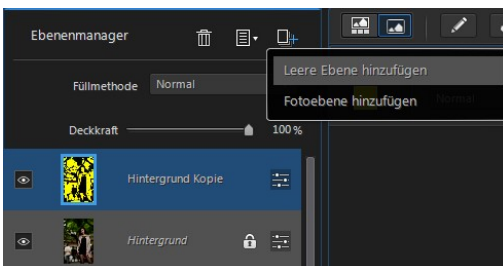 Ebenenmanager
Leere Ebene hinzufügen
Füllmethode Normal
Fotoebene hinzufügen Normal
Deckkraft 100 %
Hintergrund Kopie
Hintergrund